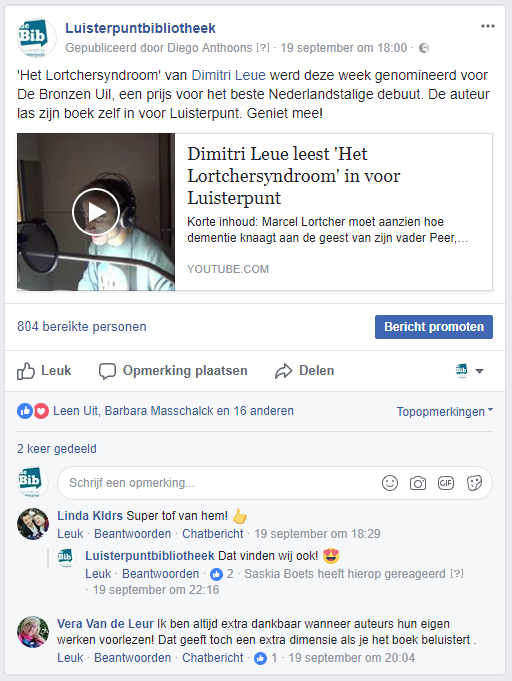 de
Bib
Luisterpuntbibliotheek
Gepubliceerd door Diego Anthoons [?] · 19 september om 18:00 ·
'Het Lortchersyndroom' van Dimitri Leue werd deze week genomineerd voor
De Bronzen Uil, een prijs voor het beste Nederlandstalige debuut. De auteur
las zijn boek zelf in voor Luisterpunt. Geniet mee!
Dimitri Leue leest 'Het
Lortchersyndroom' in voor
Luisterpunt
Korte inhoud: Marcel Lortcher moet aanzien hoe
dementie knaagt aan de geest van zijn vader Peer,...
YOUTUBE.COM
804 bereikte personen
Bericht promoten
Leuk
Opmerking plaatsen
Delen
Leen Uit, Barbara Masschalck en 16 anderen
Topopmerkingen
2 keer gedeeld
de
Bib
Schrijf een opmerking...
GIF
Linda Kldrs Super tof van hem!
Leuk · Beantwoorden · Chatbericht · 19 september om 18:29
Bib
Luisterpuntbibliotheek Dat vinden wij ook!
Leuk · Beantwoorden · 2 · Saskia Boets heeft hierop gereageerd [?]
· 19 september om 22:16
Vera Van de Leur Ik ben altijd extra dankbaar wanneer auteurs hun eigen
werken voorlezen! Dat geeft toch een extra dimensie als je het boek beluistert .
Leuk · Beantwoorden · Chatbericht · 1 · 19 september om 20:04